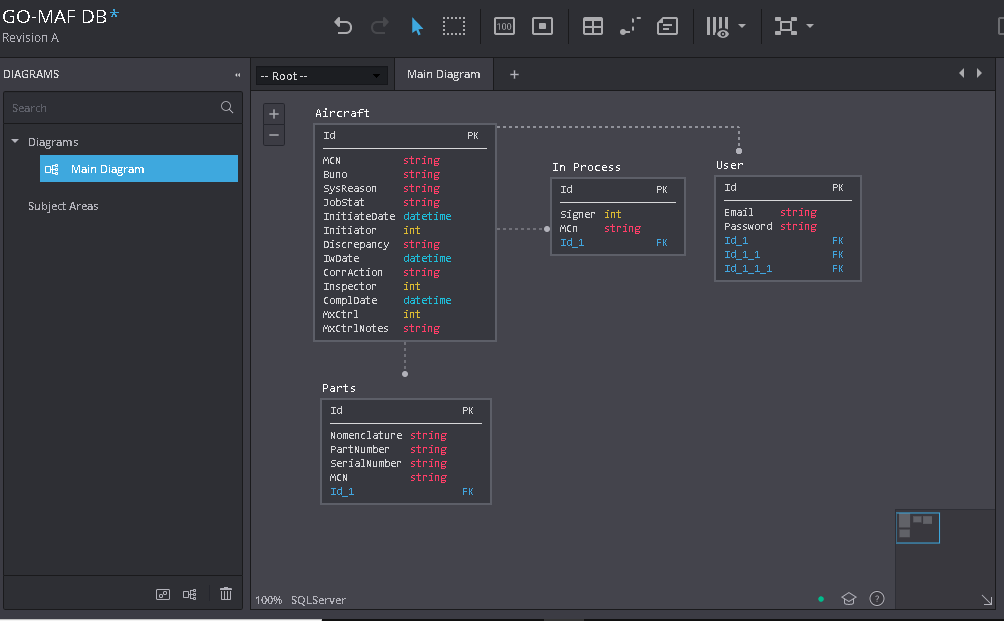 GO-MAF DB*
Revision A
100
DIAGRAMS
«
-- Root --
Main Diagram
+
Search
Diagrams
Main Diagram
Subject Areas
+
−
Aircraft
Id PK
MCN string
Buno string
SysReason string
JobStat string
InitiateDate datetime
Initiator int
Discrepancy string
IwDate datetime
CorrAction string
Inspector int
ComplDate datetime
MxCtrl int
MxCtrlNotes string
In Process
Id PK
Signer int
MCn string
Id_1 FK
User
Id PK
Email string
Password string
Id_1 FK
Id_1_1 FK
Id_1_1_1 FK
Parts
Id PK
Nomenclature string
PartNumber string
SerialNumber string
MCN string
Id_1 FK
100% SQLServer
?